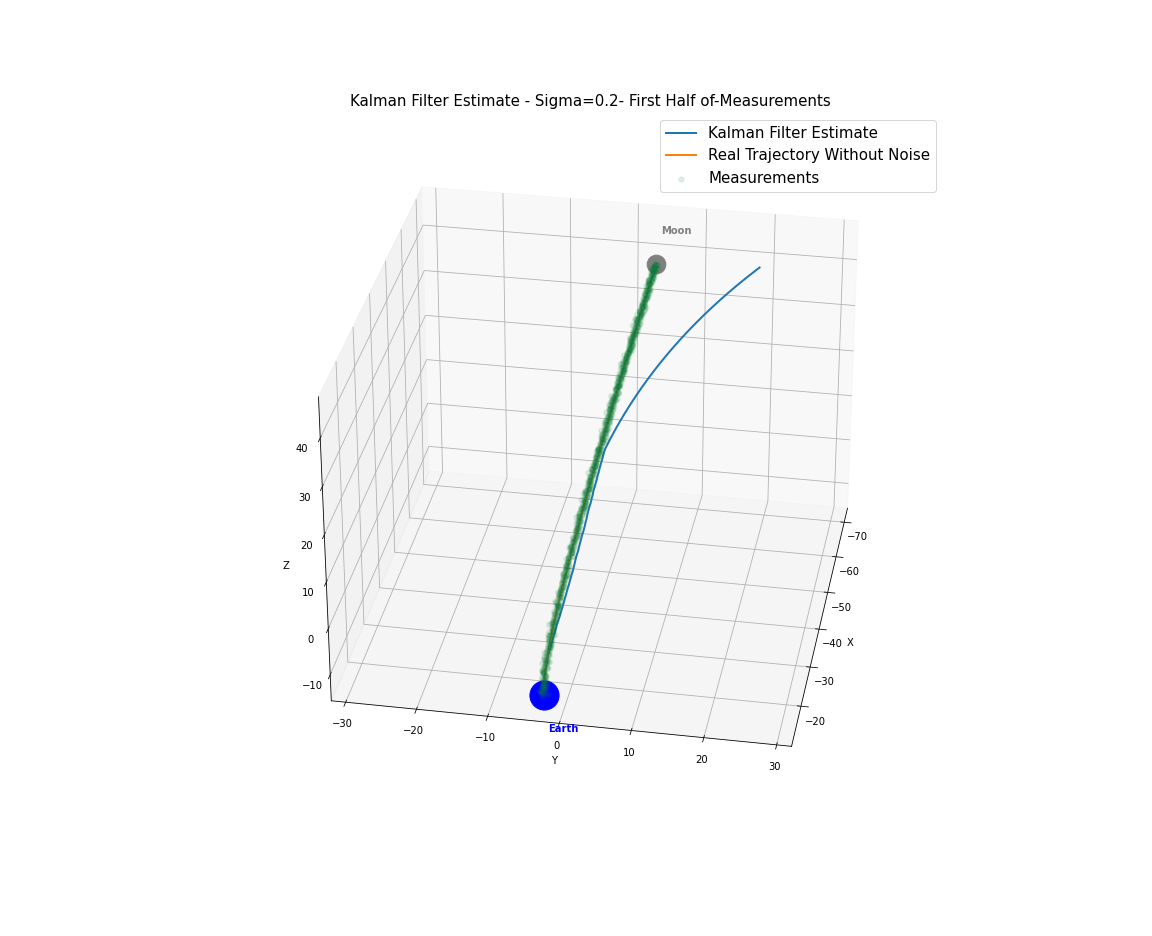 Kalman Filter Estimate - Sigma=0.2- First Half of-Measurements
Kalman Filter Estimate
Real Trajectory Without Noise
Measurements
Moon
40
30
20
Z
10
0
−10
−70
−60
−50
−40 X
−30
−20
−30
−20
−10
Earth
0
10
20
30
Y